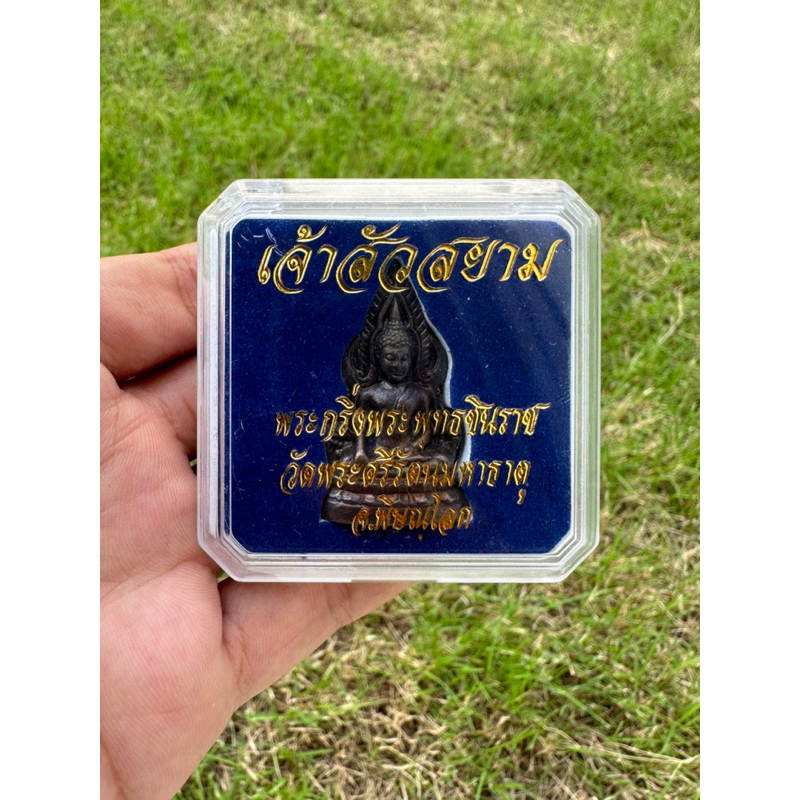 เจ้าสัวสยาม
พระกริ่งพระพุทธชินราช
วัดพระศรีรัตนมหาธาตุ
จ.พิษณุโลก